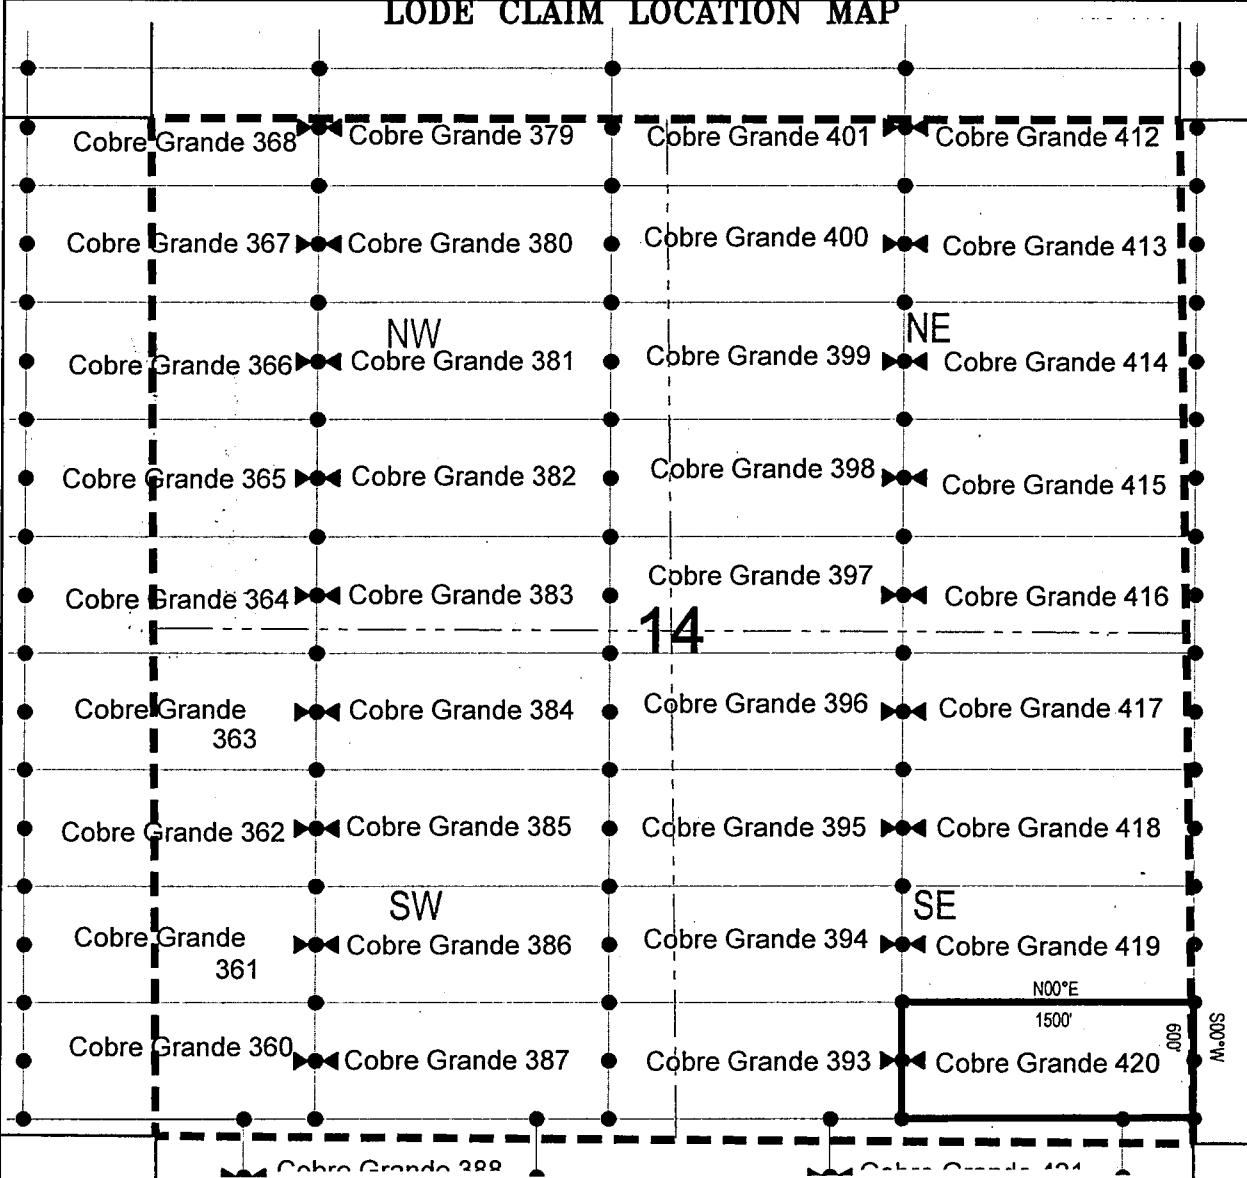 LODE CLAIM LOCATION MAP
Cobre Grande 368
Cobre Grande 379
Cobre Grande 401
Cobre Grande 412
Cobre Grande 367
Cobre Grande 380
Cobre Grande 400
Cobre Grande 413
NW
NE
Cobre Grande 366
Cobre Grande 381
Cobre Grande 399
Cobre Grande 414
Cobre Grande 365
Cobre Grande 382
Cobre Grande 398
Cobre Grande 415
Cobre Grande 364
Cobre Grande 383
Cobre Grande 397
Cobre Grande 416
14
Cobre Grande
363
Cobre Grande 384
Cobre Grande 396
Cobre Grande 417
Cobre Grande 362
Cobre Grande 385
Cobre Grande 395
Cobre Grande 418
SW
SE
Cobre Grande
361
Cobre Grande 386
Cobre Grande 394
Cobre Grande 419
N00°E
1500'
600'
S00°W
Cobre Grande 360
Cobre Grande 387
Cobre Grande 393
Cobre Grande 420
Cobre Grande 388
Cobre Grande 421